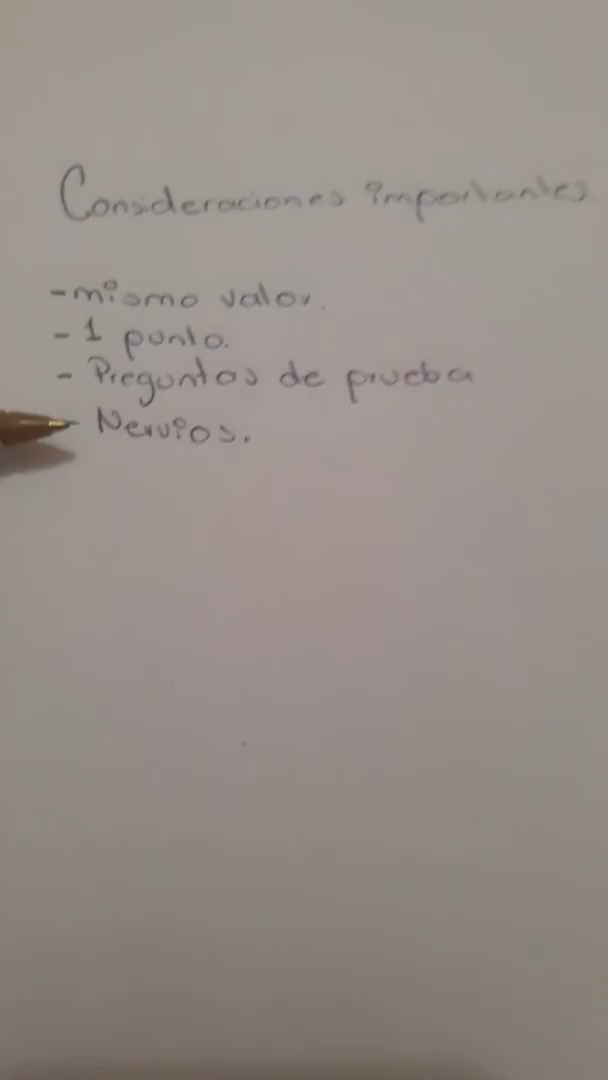 Consideraciones importantes
- mismo valor.
- 1 punto.
- Preguntas de prueba
- Nervios.